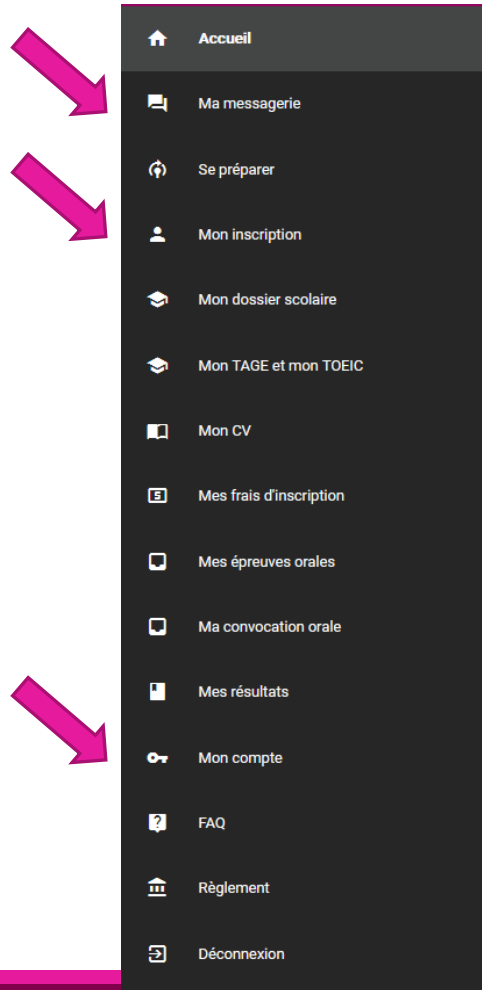 Accueil
Ma messagerie
Se préparer
Mon inscription
Mon dossier scolaire
Mon TAGE et mon TOEIC
Mon CV
Mes frais d'inscription
Mes épreuves orales
Ma convocation orale
Mes résultats
Mon compte
FAQ
Règlement
Déconnexion